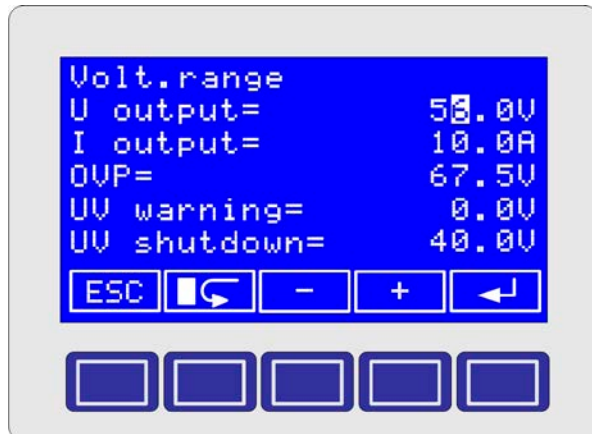 Volt.range
U output= 56.0V
I output= 10.0A
OVP= 67.5V
UV warning= 0.0V
UV shutdown= 40.0V
ESC - +